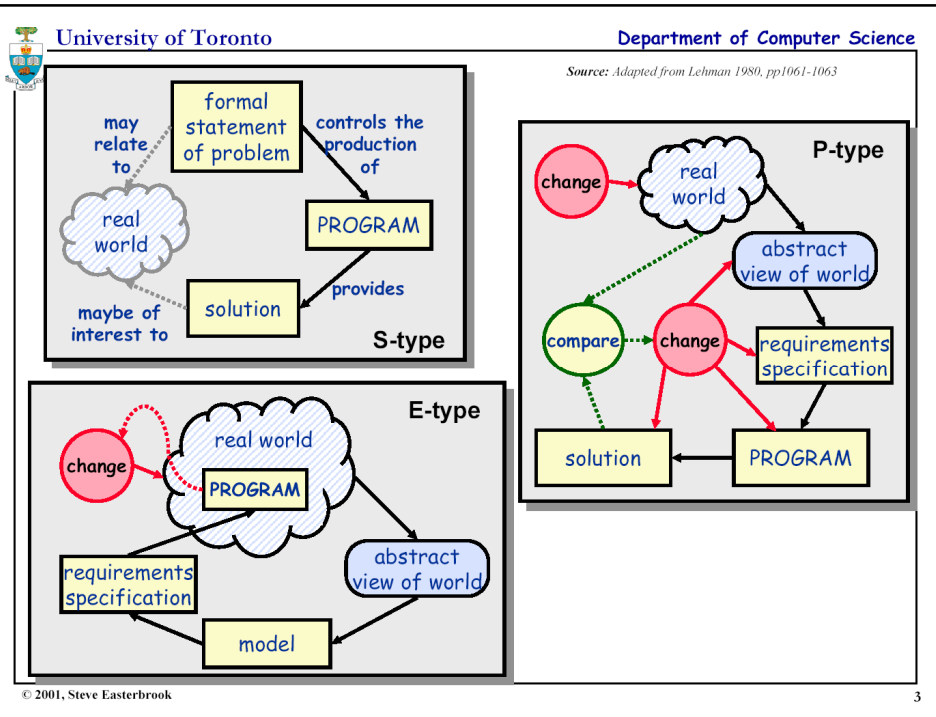 University of Toronto
Department of Computer Science
Source: Adapted from Lehman 1980, pp1061-1063
formal
statement
of problem
may
relate
to
controls the
production
of
real
world
PROGRAM
solution
provides
maybe of
interest to
S-type
P-type
change
real
world
abstract
view of world
compare
change
requirements
specification
solution
PROGRAM
E-type
real world
change
PROGRAM
abstract
view of world
requirements
specification
model
© 2001, Steve Easterbrook
3